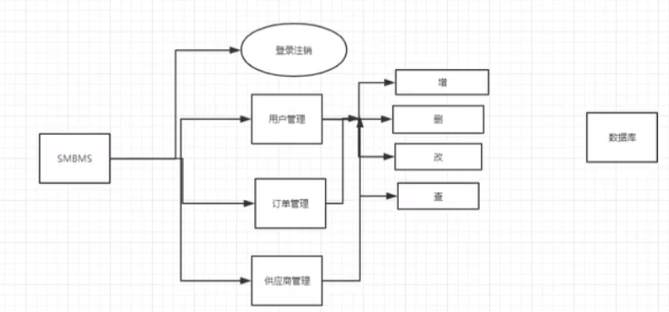 登录注销
增
用户管理
删
数据库
SMBMS
改
查
订单管理
供应商管理